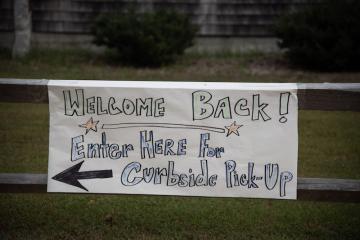 Welcome Back!
Enter Here For
Curbside Pick-Up